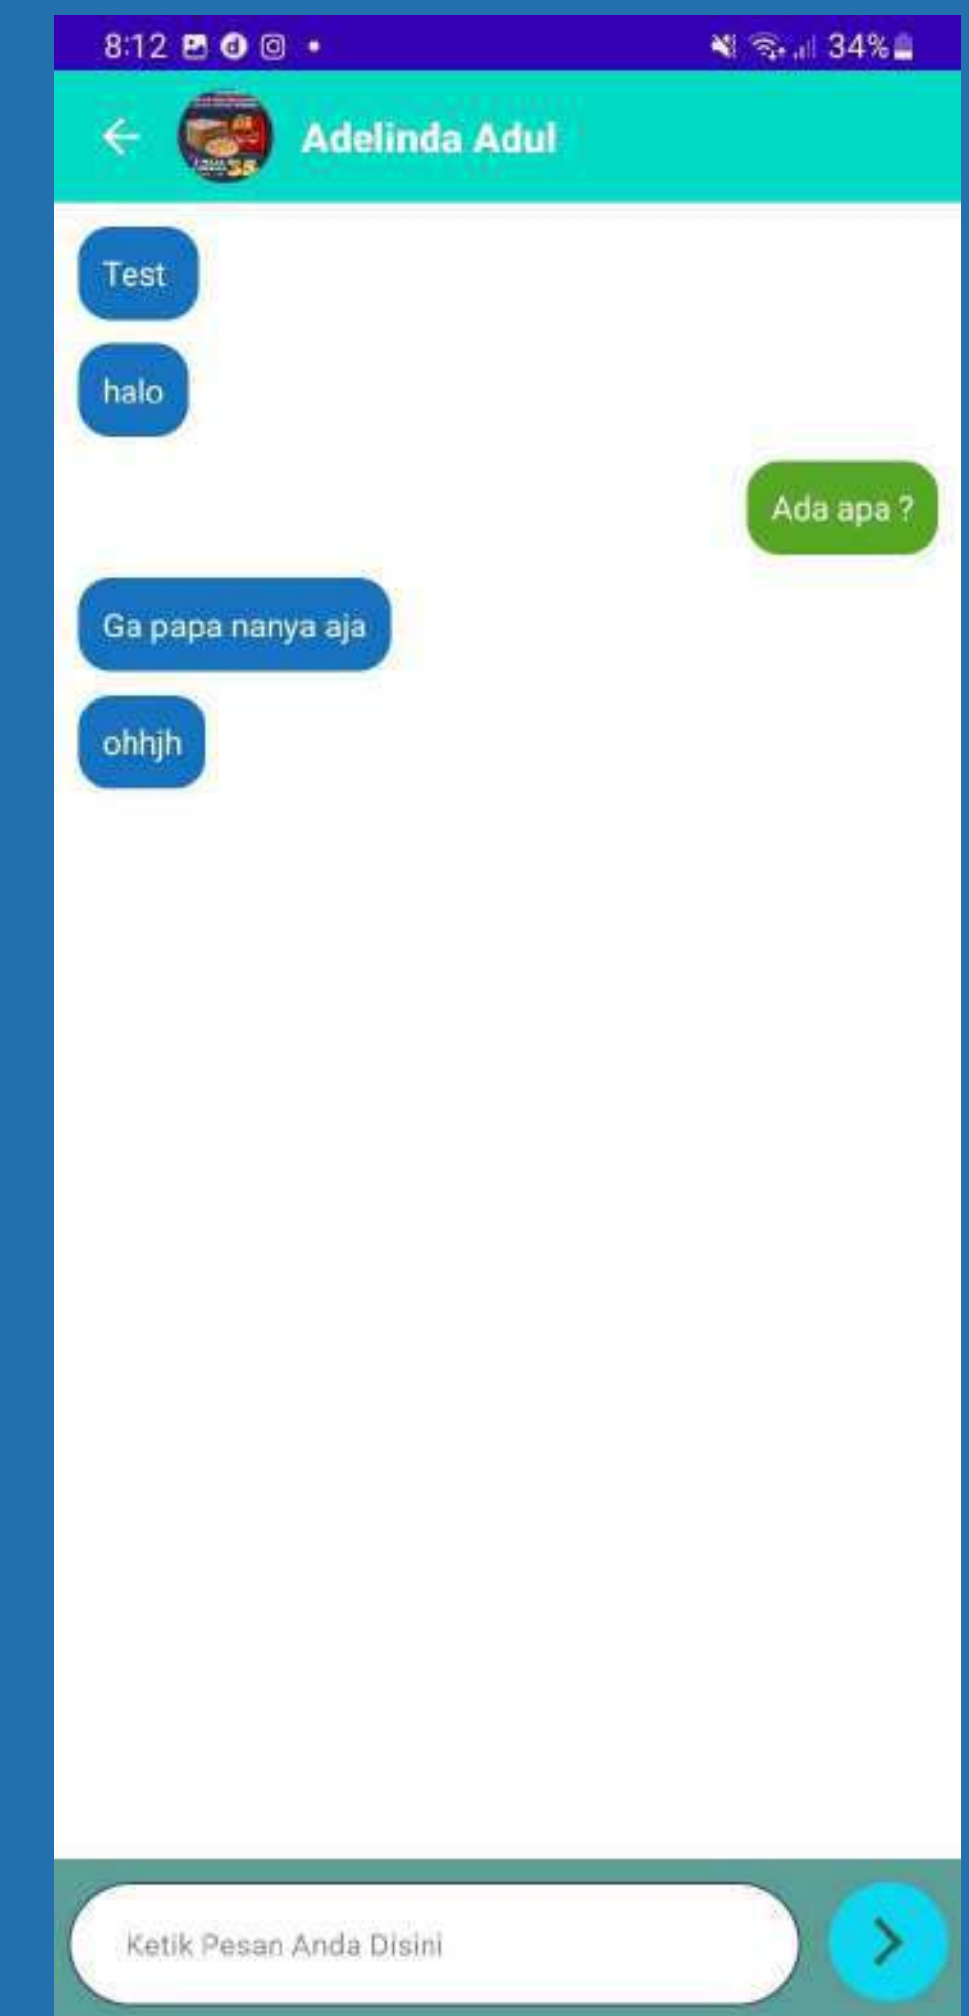 8:12
34%
Adelinda Adul
Test
halo
Ada apa ?
Ga papa nanya aja
ohhjh
Ketik Pesan Anda Disini